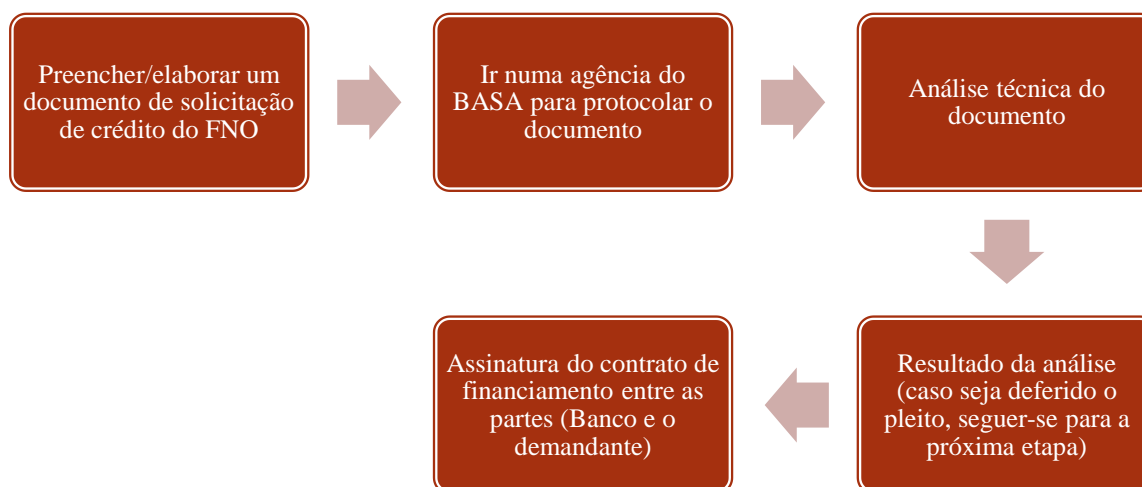 Preencher/elaborar um
documento de solicitação
de crédito do FNO
Ir numa agência do
BASA para protocolar o
documento
Análise técnica do
documento
Resultado da análise
(caso seja deferido o
pleito, seguer-se para a
próxima etapa)
Assinatura do contrato de
financiamento entre as
partes (Banco e o
demandante)